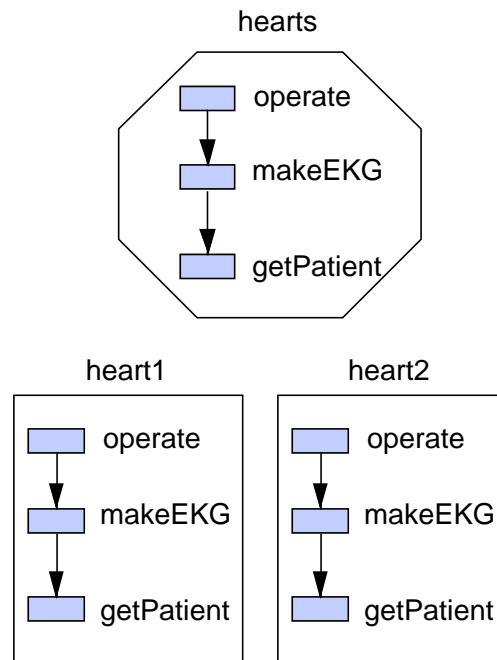 hearts
operate
makeEKG
getPatient
heart1
operate
makeEKG
getPatient
heart2
operate
makeEKG
getPatient